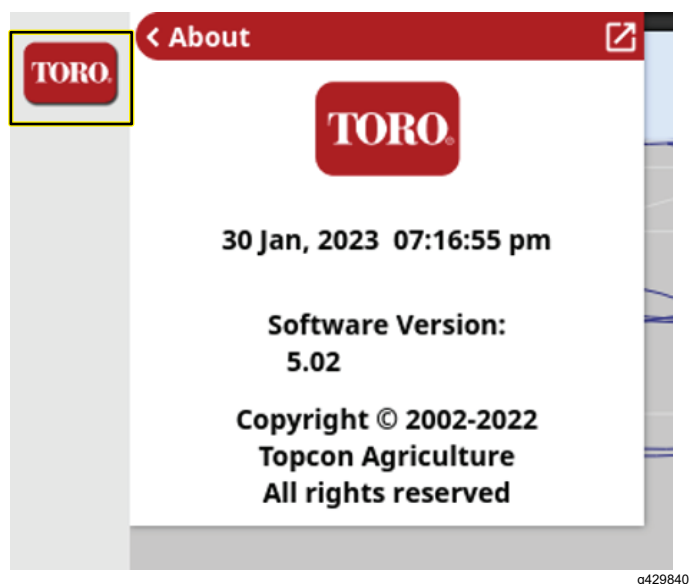 TORO.
< About
TORO®
30 Jan, 2023 07:16:55 pm
Software Version:
5.02
Copyright © 2002-2022
Topcon Agriculture
All rights reserved
g429840